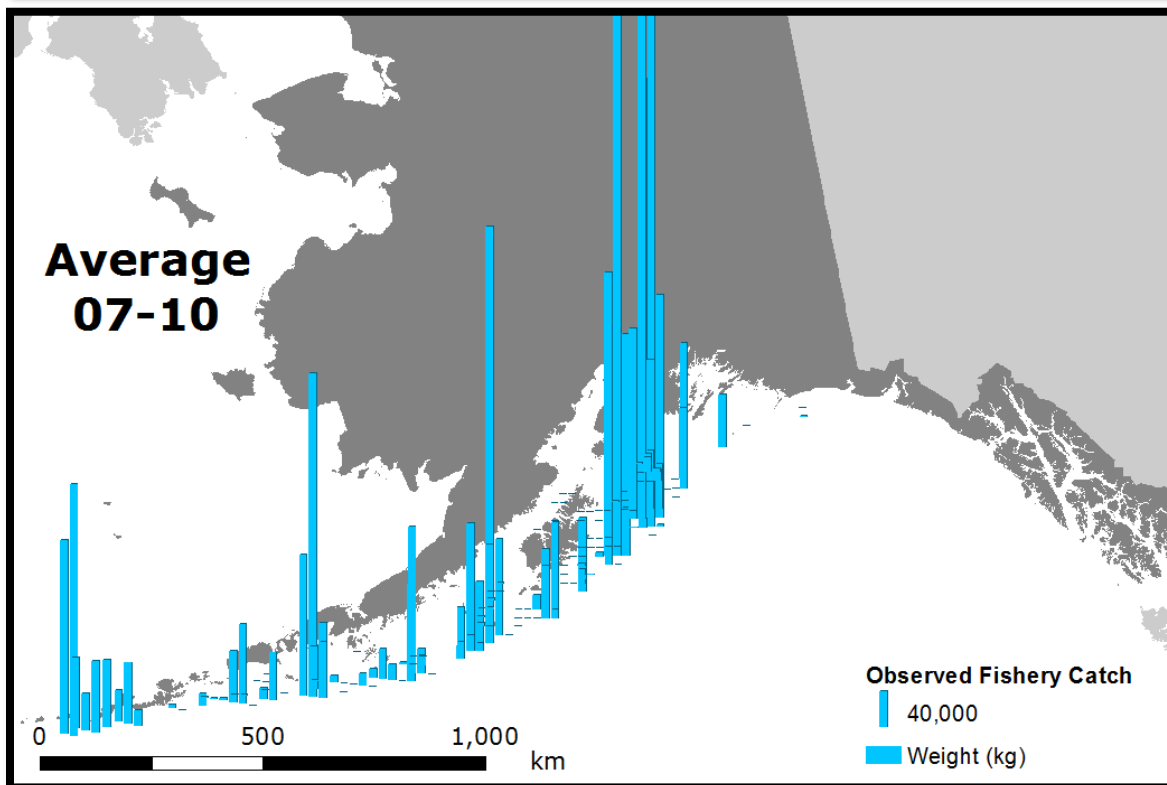 Average
07-10
Observed Fishery Catch
40,000
Weight (kg)
0 500 1,000
km